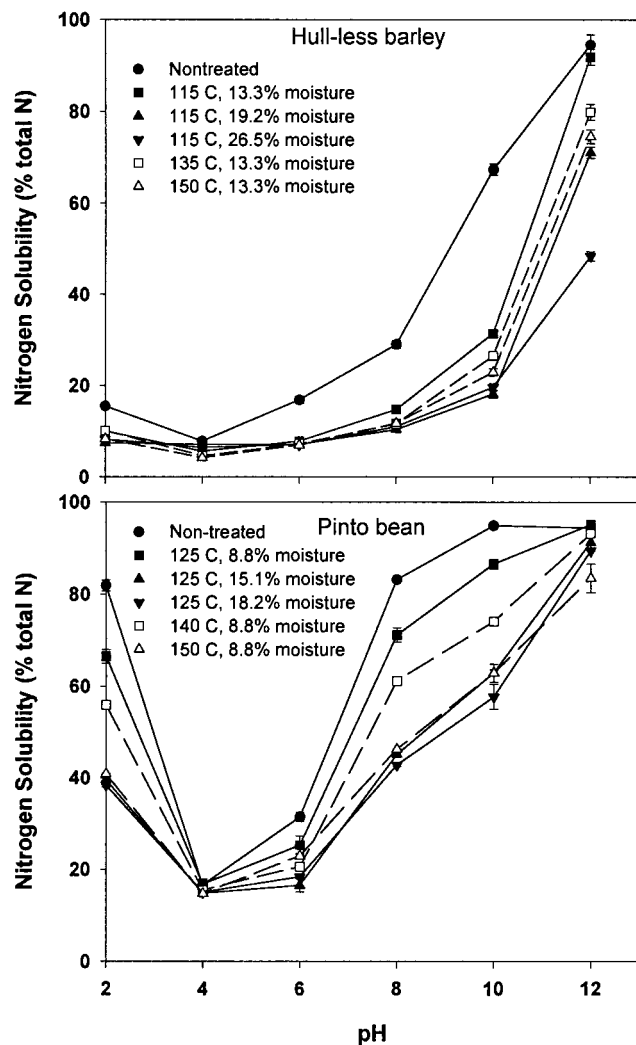 100
Hull-less barley
Nontreated
80
115 C, 13.3% moisture
115 C, 19.2% moisture
115 C, 26.5% moisture
60
135 C, 13.3% moisture
150 C, 13.3% moisture
40
20
0
Nitrogen Solubility (% total N)
100
Pinto bean
Non-treated
80
125 C, 8.8% moisture
125 C, 15.1% moisture
125 C, 18.2% moisture
60
140 C, 8.8% moisture
150 C, 8.8% moisture
40
20
0
Nitrogen Solubility (% total N)
2 4 6 8 10 12
pH